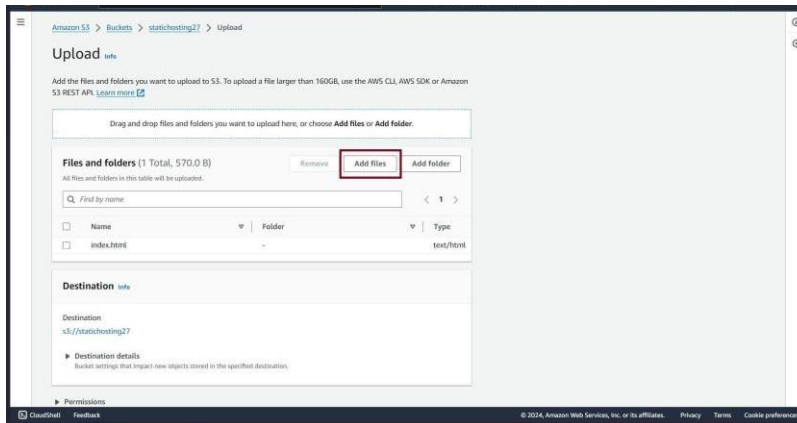 Amazon S3 > Buckets > statichosting27 > Upload
Upload Info
Add the files and folders you want to upload to S3. To upload a file larger than 160GB, use the AWS CLI, AWS SDK or Amazon
S3 REST API. Learn more
Drag and drop files and folders you want to upload here, or choose Add files or Add folder.
Files and folders (1 Total, 570.0 B)
Remove Add files Add folder
All files and folders in this table will be uploaded.
Find by name
< 1 >
Name Folder Type
index.html - text/html
Destination Info
Destination
s3://statichosting27
Destination details
Bucket settings that impact new objects stored in the specified destination.
Permissions
CloudShell Feedback © 2024, Amazon Web Services, Inc. or its affiliates. Privacy Terms Cookie preferences